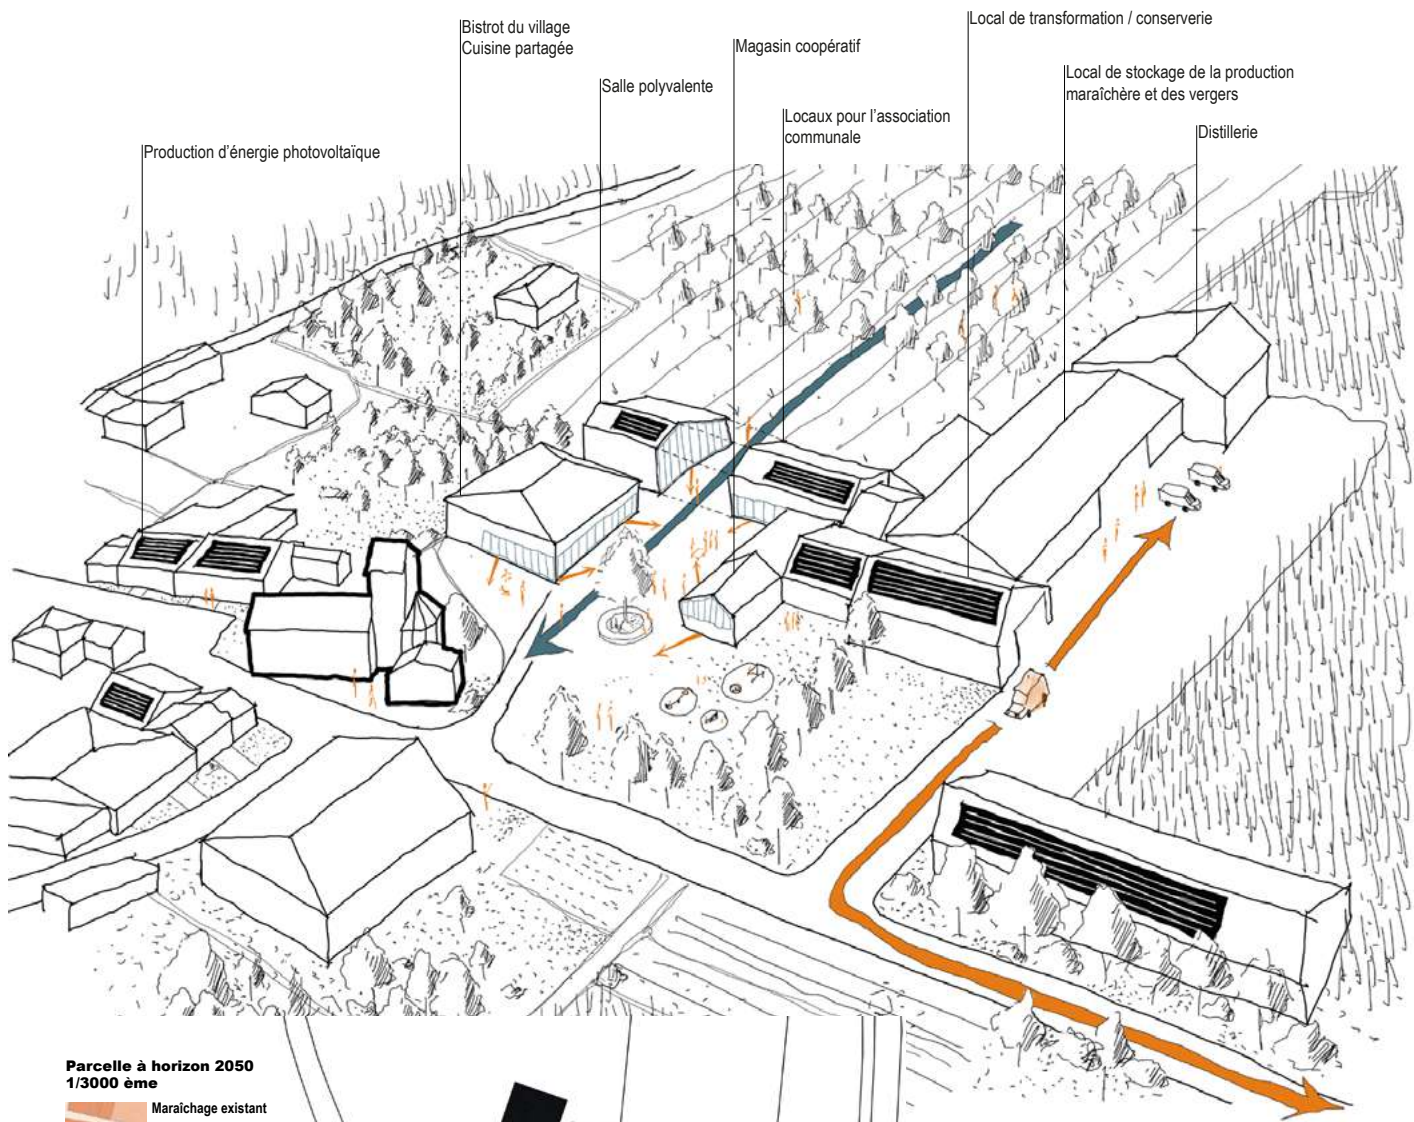 Local de transformation / conserverie
Bistrot du village
Cuisine partagée
Magasin coopératif
Local de stockage de la production
maraîchère et des vergers
Salle polyvalente
Locaux pour l'association
communale
Distillerie
Production d'énergie photovoltaïque
Parcelle à horizon 2050
1/3000 ème
Maraîchage existant